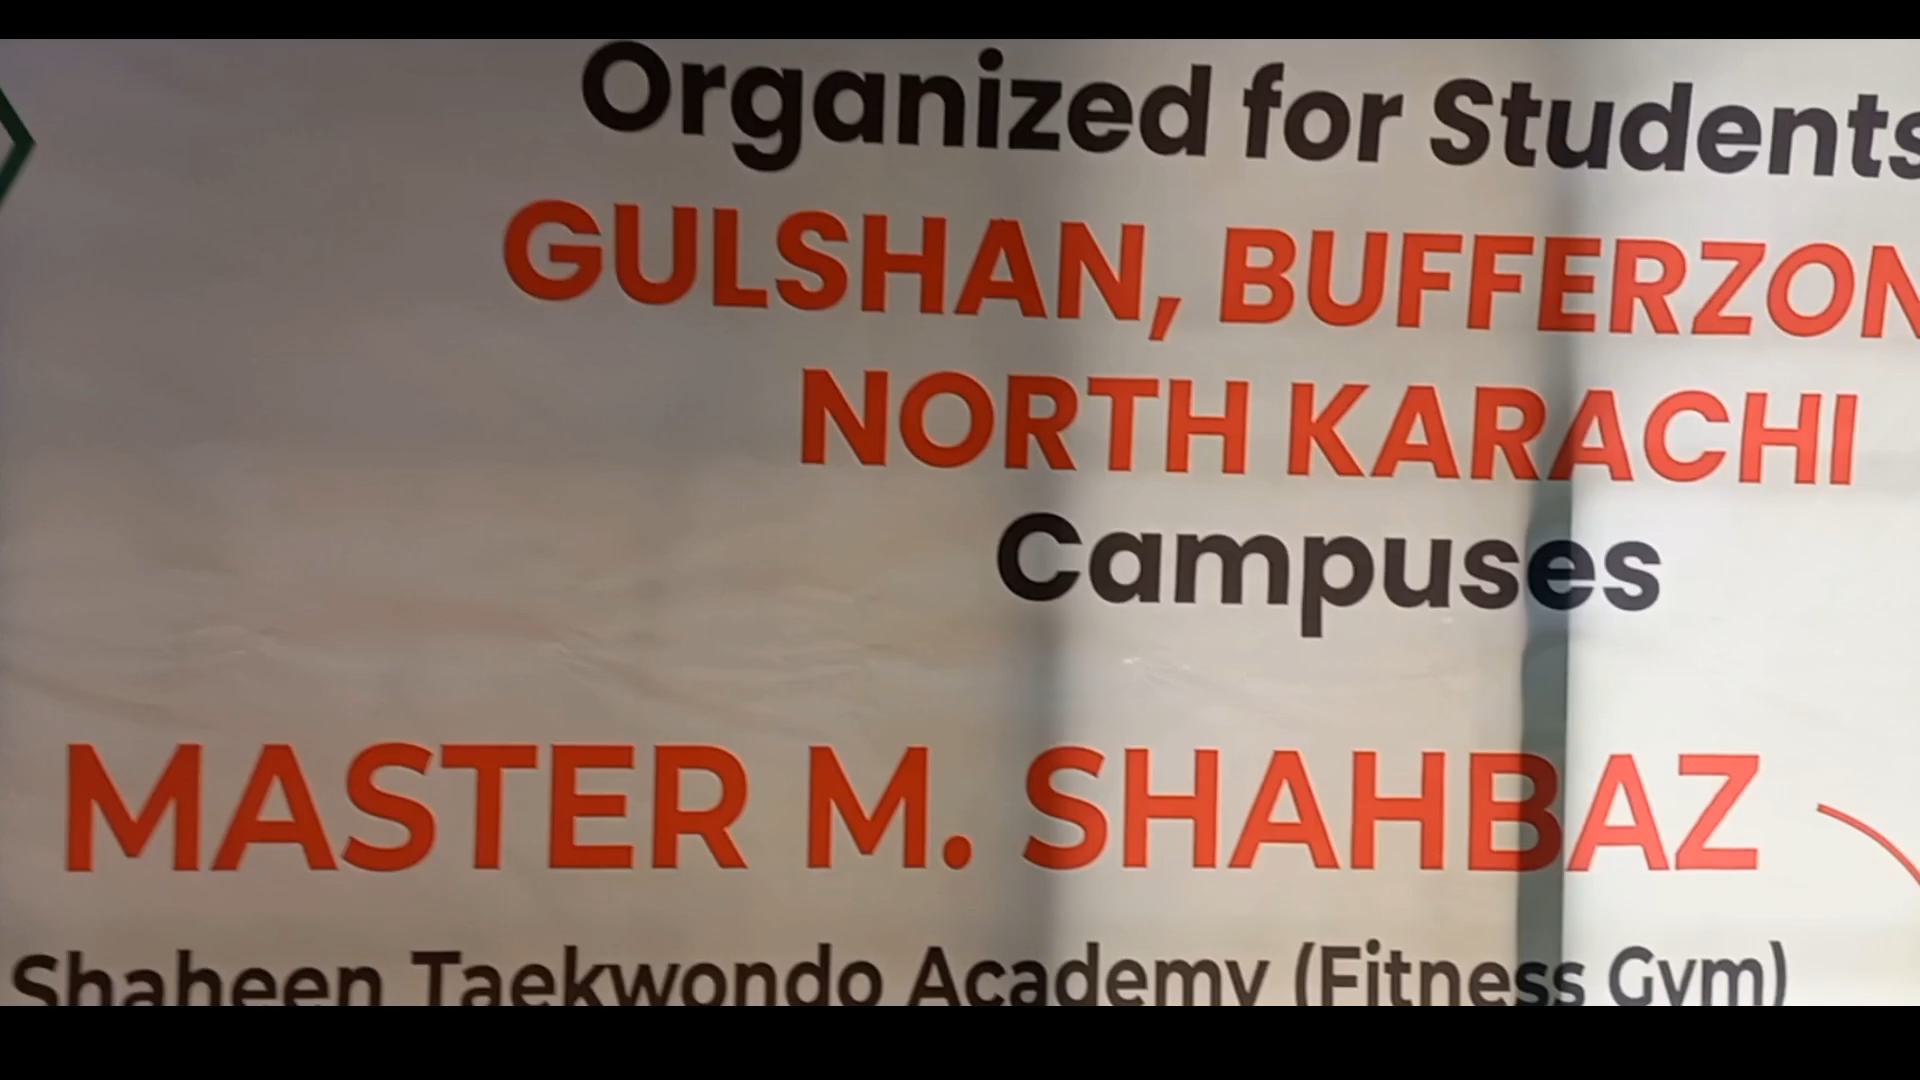 Organized for Students
GULSHAN, BUFFERZON
NORTH KARACHI
Campuses
MASTER M. SHAHBAZ
Shaheen Taekwondo Academy (Fitness Gym)